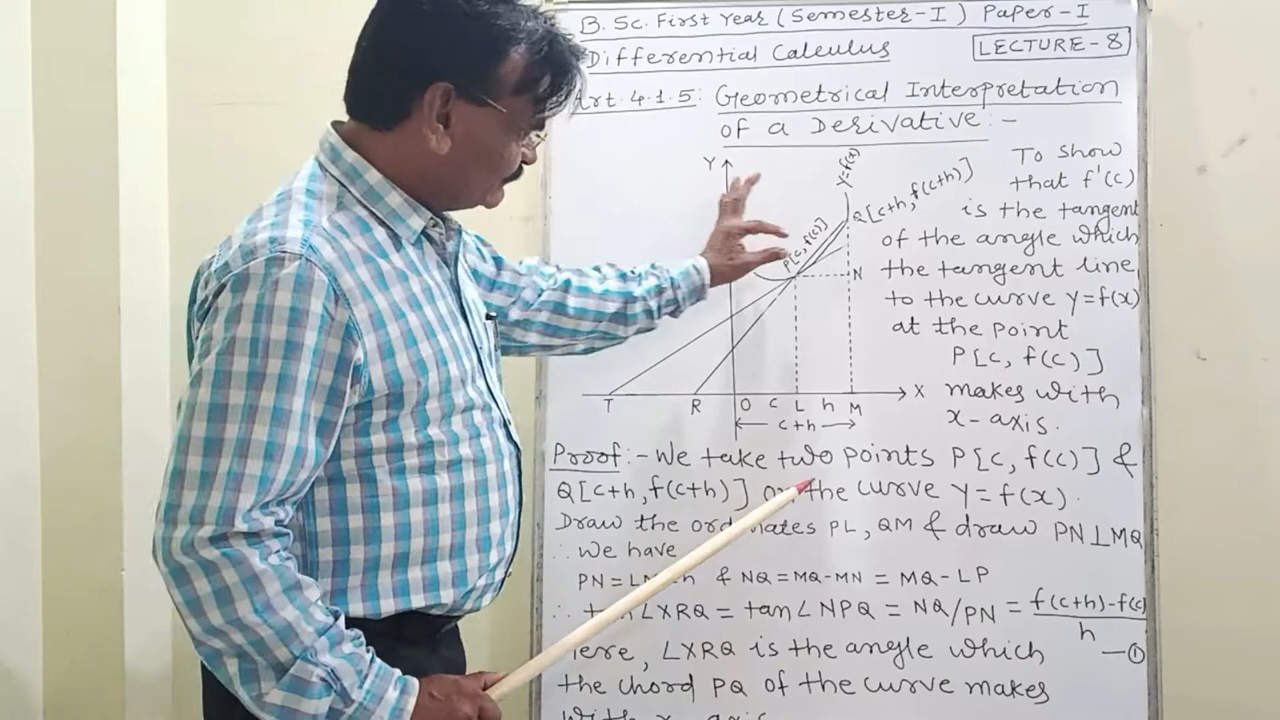 B. Sc. First Year (Semester-I) Paper-I
Differential Calculus
LECTURE-8
Art. 4.1.5: Geometrical Interpretation
of a Derivative:-
Y
Y=f(x)
Q[c+h, f(c+h)]
P[c, f(c)]
N
T R O C L h M X
c+h
To show
that f'(c)
is the tangent
of the angle which
the tangent line
to the curve Y=f(x)
at the point
P[c, f(c)]
makes with
x-axis.
Proof:- We take two points P[c, f(c)] &
Q[c+h, f(c+h)] on the curve Y=f(x).
Draw the ordinates PL, QM & draw PN⊥MQ
∴ We have
PN = LM = h & NQ = MQ-MN = MQ-LP
∴ tan∠XRQ = tan∠NPQ = NQ/PN = f(c+h)-f(c)/h —①
Here, ∠XRQ is the angle which
the chord PQ of the curve makes
with x-axis